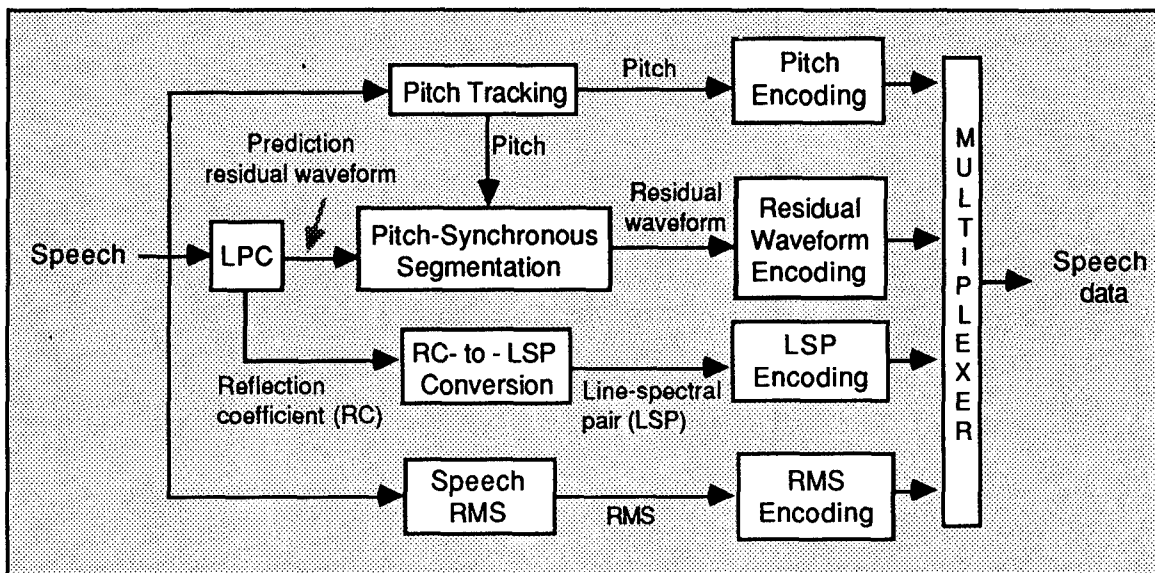 Pitch Tracking
Pitch
Pitch
Encoding
Pitch
Prediction
residual waveform
Speech
LPC
Pitch-Synchronous
Segmentation
Residual
waveform
Residual
Waveform
Encoding
Reflection
coefficient (RC)
RC- to - LSP
Conversion
Line-spectral
pair (LSP)
LSP
Encoding
Speech
RMS
RMS
RMS
Encoding
MULTIPLEXER
Speech
data